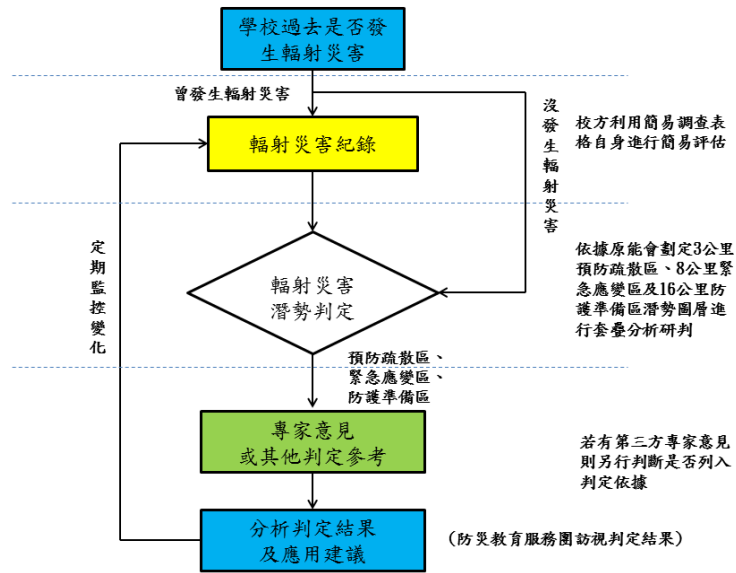 學校過去是否發
生輻射災害
曾發生輻射災害
沒發生輻射災害
輻射災害紀錄
校方利用簡易調查表
格自身進行簡易評估
定期監控變化
輻射災害
潛勢判定
依據原能會劃定3公里
預防疏散區、8公里緊
急應變區及16公里防
護準備區潛勢圖層進
行套疊分析研判
預防疏散區、
緊急應變區、
防護準備區
專家意見
或其他判定參考
若有第三方專家意見
則另行判斷是否列入
判定依據
分析判定結果
及應用建議
(防災教育服務團訪視判定結果)